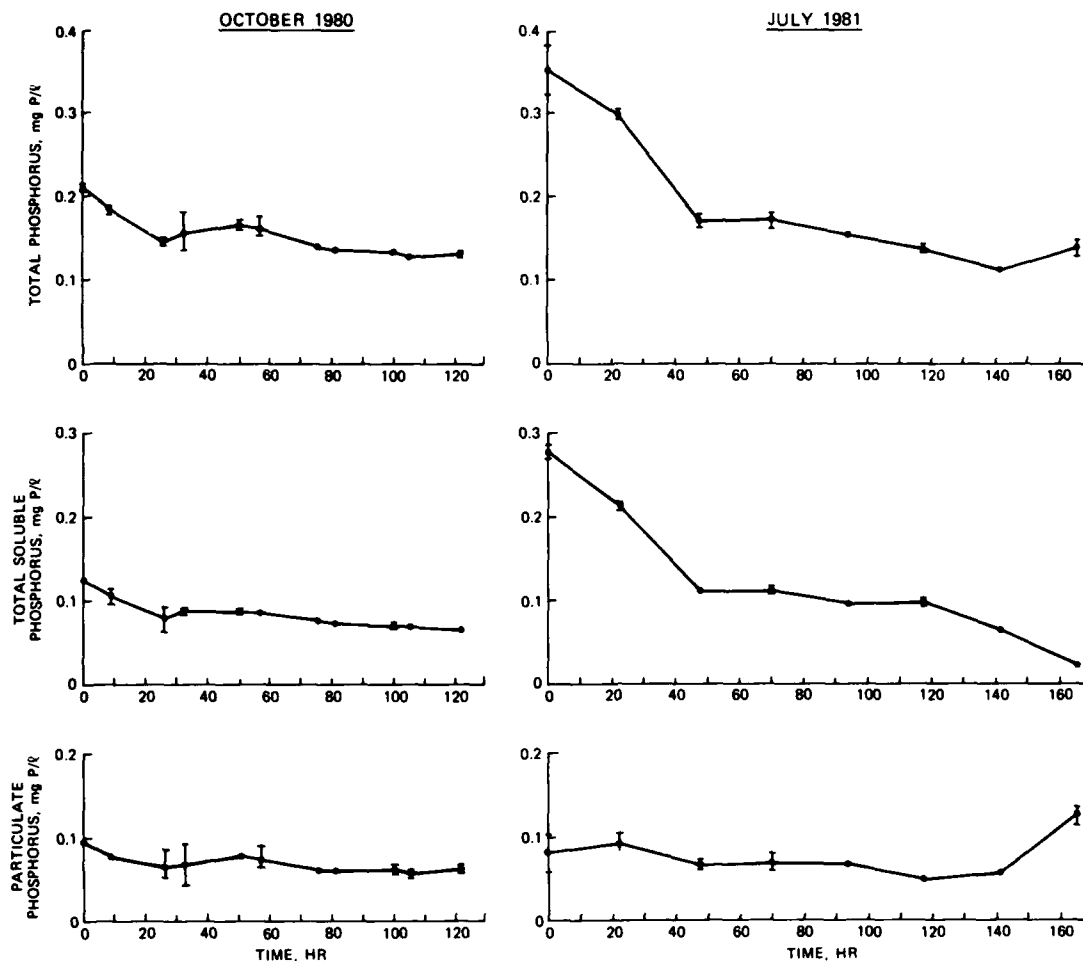 OCTOBER 1980
JULY 1981
TOTAL PHOSPHORUS, mg P/ℓ
0.4
0.3
0.2
0.1
0
0 20 40 60 80 100 120
0.4
0.3
0.2
0.1
0
0 20 40 60 80 100 120 140 160
TOTAL SOLUBLE
PHOSPHORUS, mg P/ℓ
0.3
0.2
0.1
0
0 20 40 60 80 100 120
0.3
0.2
0.1
0
0 20 40 60 80 100 120 140 160
PARTICULATE
PHOSPHORUS, mg P/ℓ
0.2
0.1
0
0 20 40 60 80 100 120
TIME, HR
0.2
0.1
0
0 20 40 60 80 100 120 140 160
TIME, HR